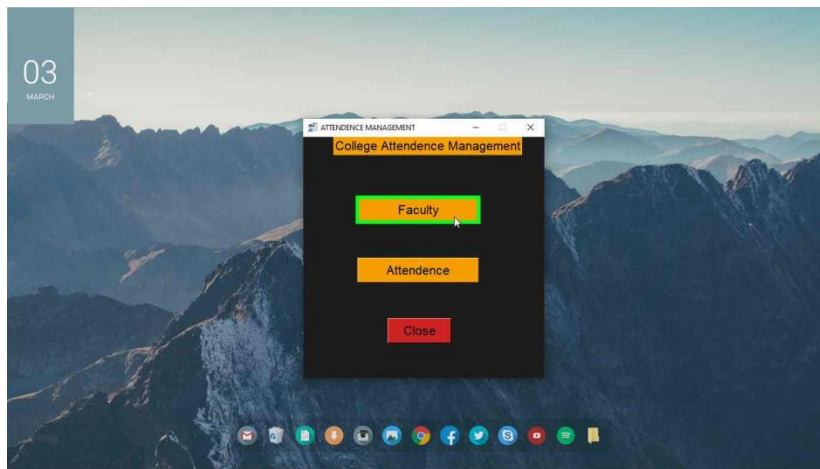 03
MARCH
ATTENDENCE MANAGEMENT
College Attendence Management
Faculty
Attendence
Close